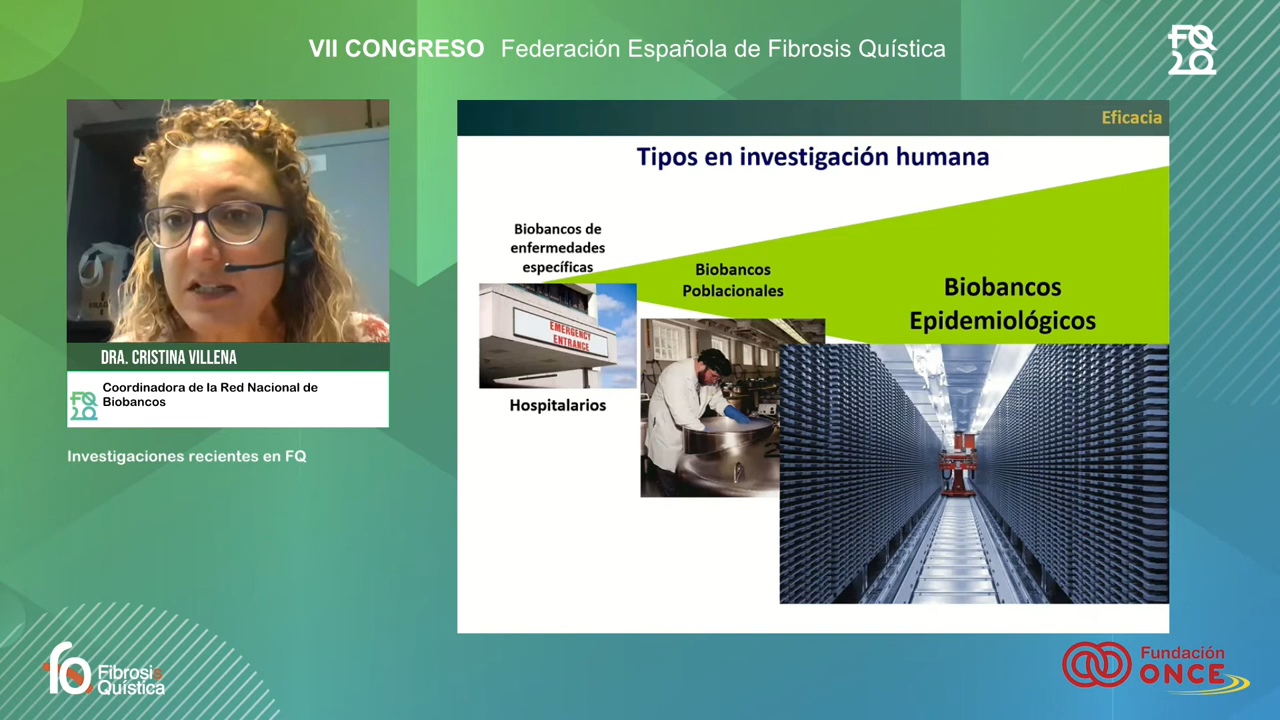 VII CONGRESO Federación Española de Fibrosis Quística
FQ
20
DRA. CRISTINA VILLENA
FQ
20
Coordinadora de la Red Nacional de
Biobancos
Investigaciones recientes en FQ
Eficacia
Tipos en investigación humana
Biobancos de
enfermedades
específicas
EMERGENCY
ENTRANCE
Hospitalarios
Biobancos
Poblacionales
Biobancos
Epidemiológicos
fq Fibrosis
Quística
Fundación
ONCE